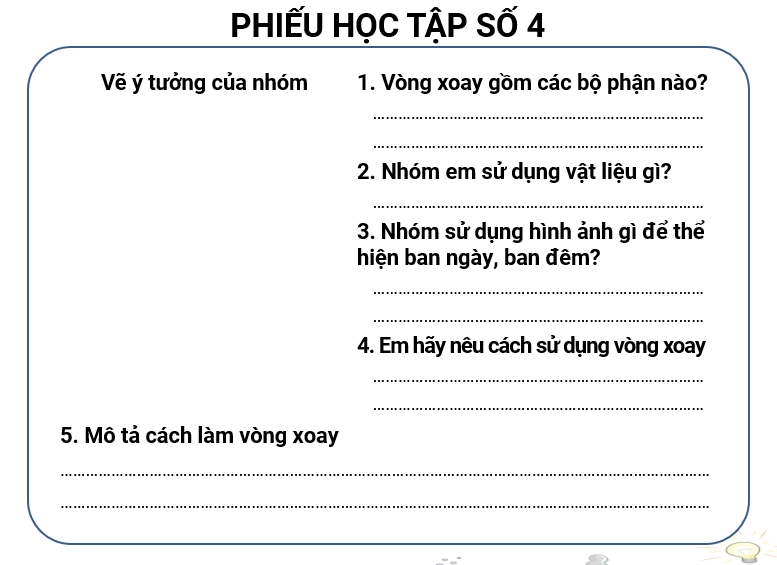 PHIẾU HỌC TẬP SỐ 4
Vẽ ý tưởng của nhóm
1. Vòng xoay gồm các bộ phận nào?
................................................................................
................................................................................
2. Nhóm em sử dụng vật liệu gì?
................................................................................
3. Nhóm sử dụng hình ảnh gì để thể
hiện ban ngày, ban đêm?
................................................................................
................................................................................
4. Em hãy nêu cách sử dụng vòng xoay
................................................................................
................................................................................
5. Mô tả cách làm vòng xoay
................................................................................
................................................................................